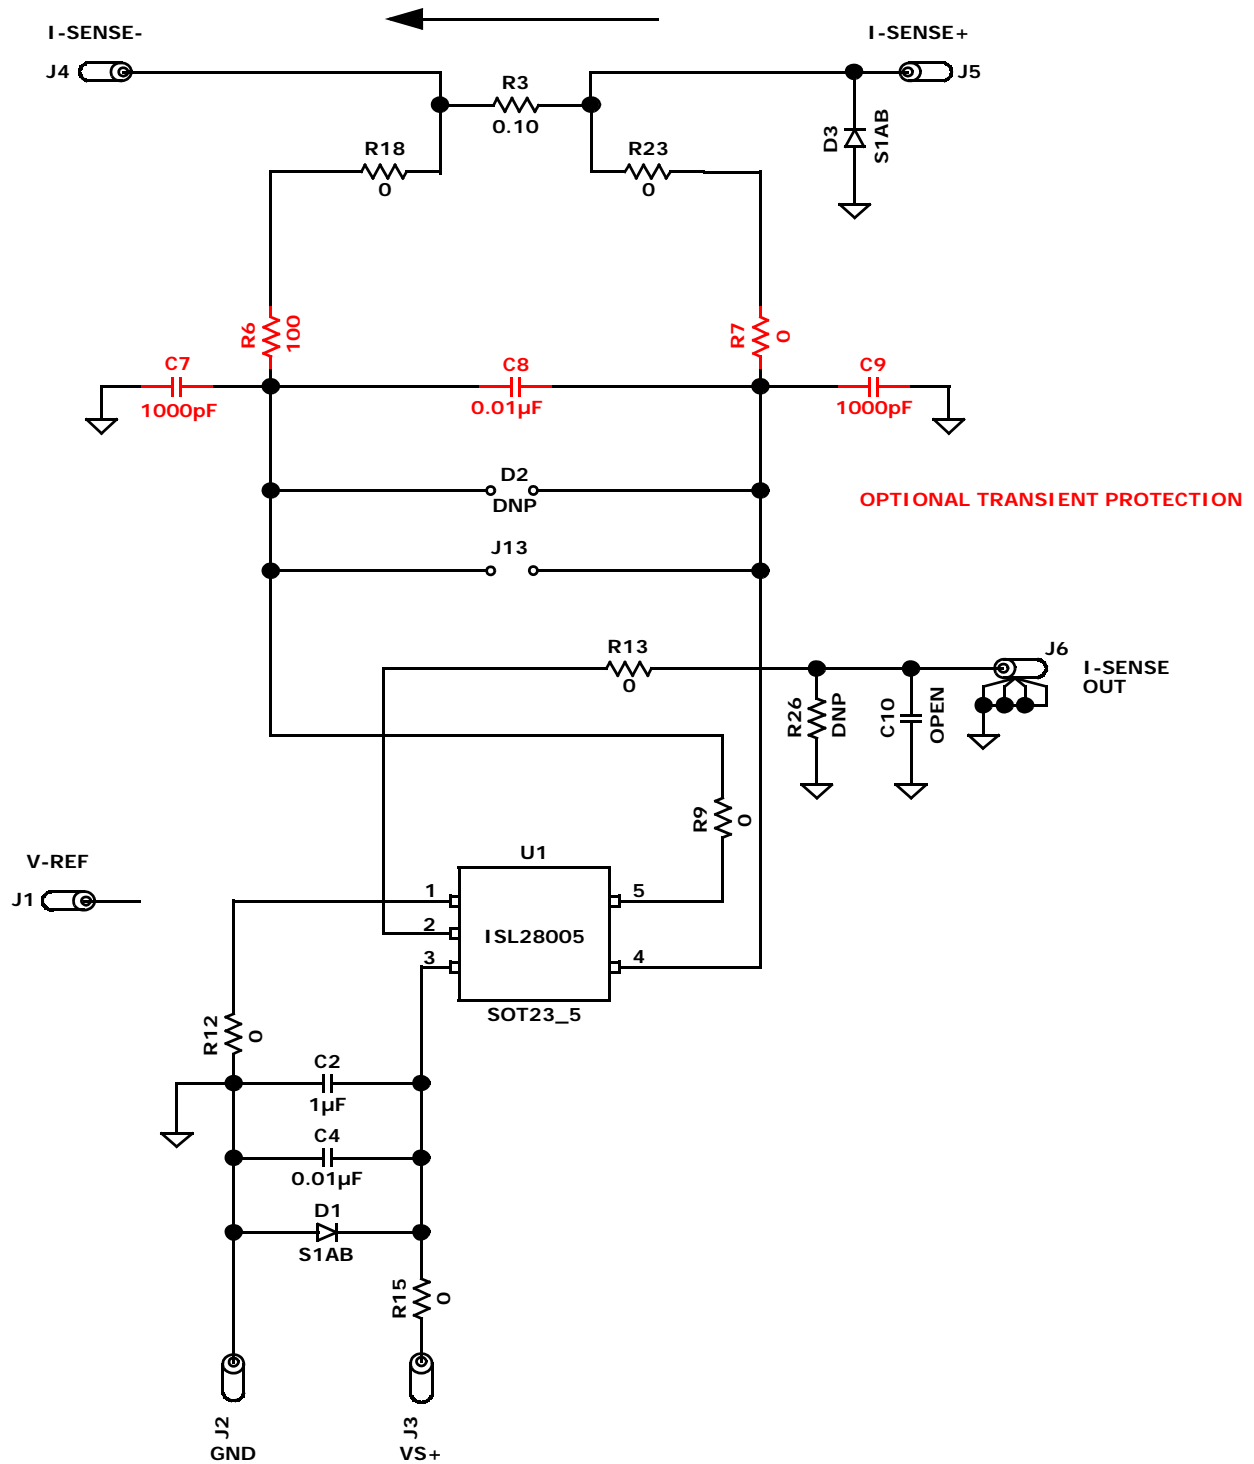 I-SENSE-
I-SENSE+
J4
J5
R3
0.10
D3
S1AB
R18
0
R23
0
R6
100
R7
0
C7
1000pF
C8
0.01µF
C9
1000pF
D2
DNP
OPTIONAL TRANSIENT PROTECTION
J13
R13
0
J6
I-SENSE
OUT
R26
DNP
C10
OPEN
R9
0
V-REF
J1
U1
1
5
2
ISL28005
3
4
SOT23_5
R12
0
C2
1µF
C4
0.01µF
D1
S1AB
R15
0
J2
GND
J3
VS+